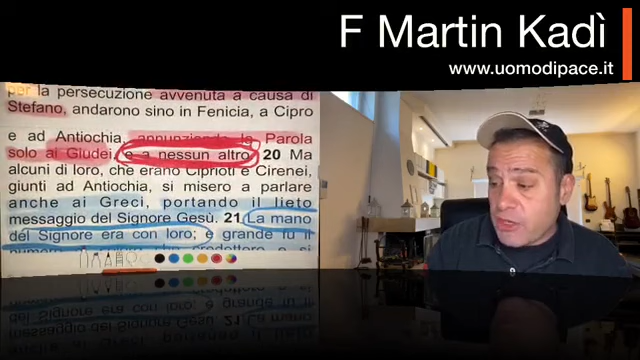 F Martin Kadì
www.uomodipace.it
per la persecuzione avvenuta a causa di
Stefano, andarono sino in Fenicia, a Cipro
e ad Antiochia, annunziando la Parola
solo ai Giudei, e a nessun altro. 20 Ma
alcuni di loro, che erano Ciprioti e Cirenei,
giunti ad Antiochia, si misero a parlare
anche ai Greci, portando il lieto
messaggio del Signore Gesù. 21 La mano
del Signore era con loro; e grande fu il